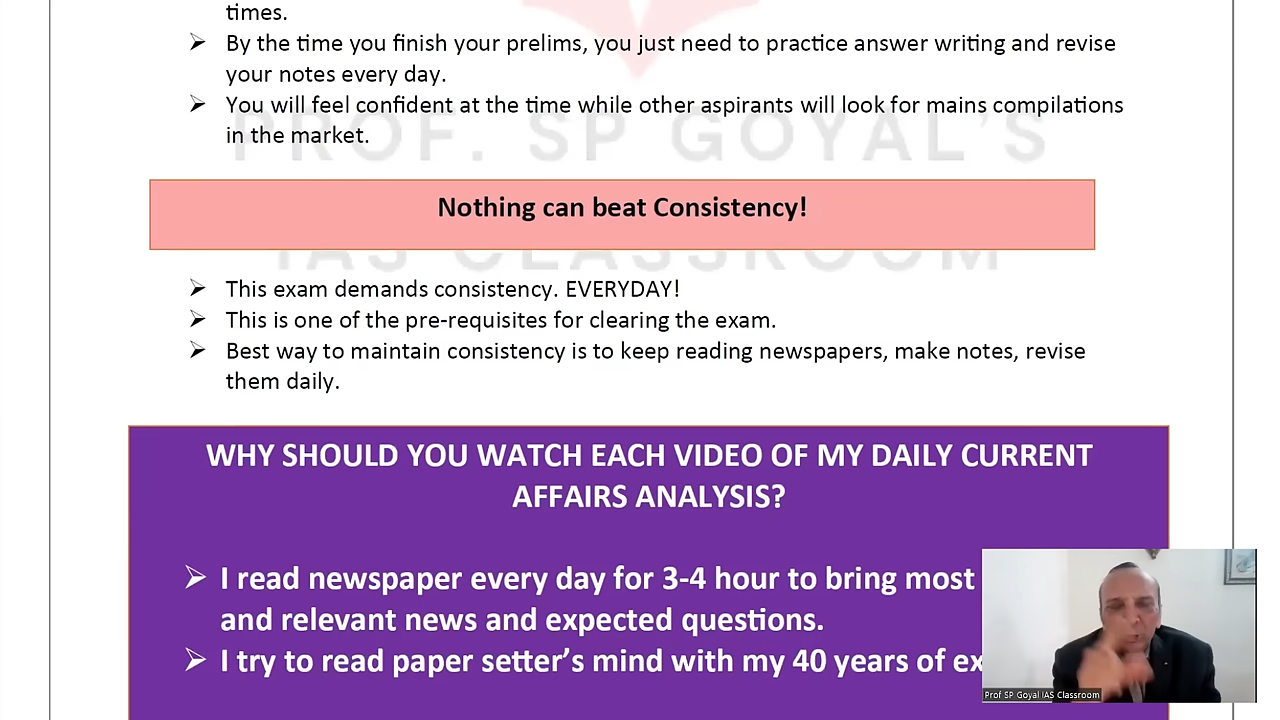 times.
➢ By the time you finish your prelims, you just need to practice answer writing and revise
your notes every day.
➢ You will feel confident at the time while other aspirants will look for mains compilations
in the market.
PROF. SP GOYAL'S
Nothing can beat Consistency!
IAS CLASSROOM
➢ This exam demands consistency. EVERYDAY!
➢ This is one of the pre-requisites for clearing the exam.
➢ Best way to maintain consistency is to keep reading newspapers, make notes, revise
them daily.
WHY SHOULD YOU WATCH EACH VIDEO OF MY DAILY CURRENT
AFFAIRS ANALYSIS?
➢ I read newspaper every day for 3-4 hour to bring most
and relevant news and expected questions.
➢ I try to read paper setter's mind with my 40 years of ex
Prof SP Goyal IAS Classroom